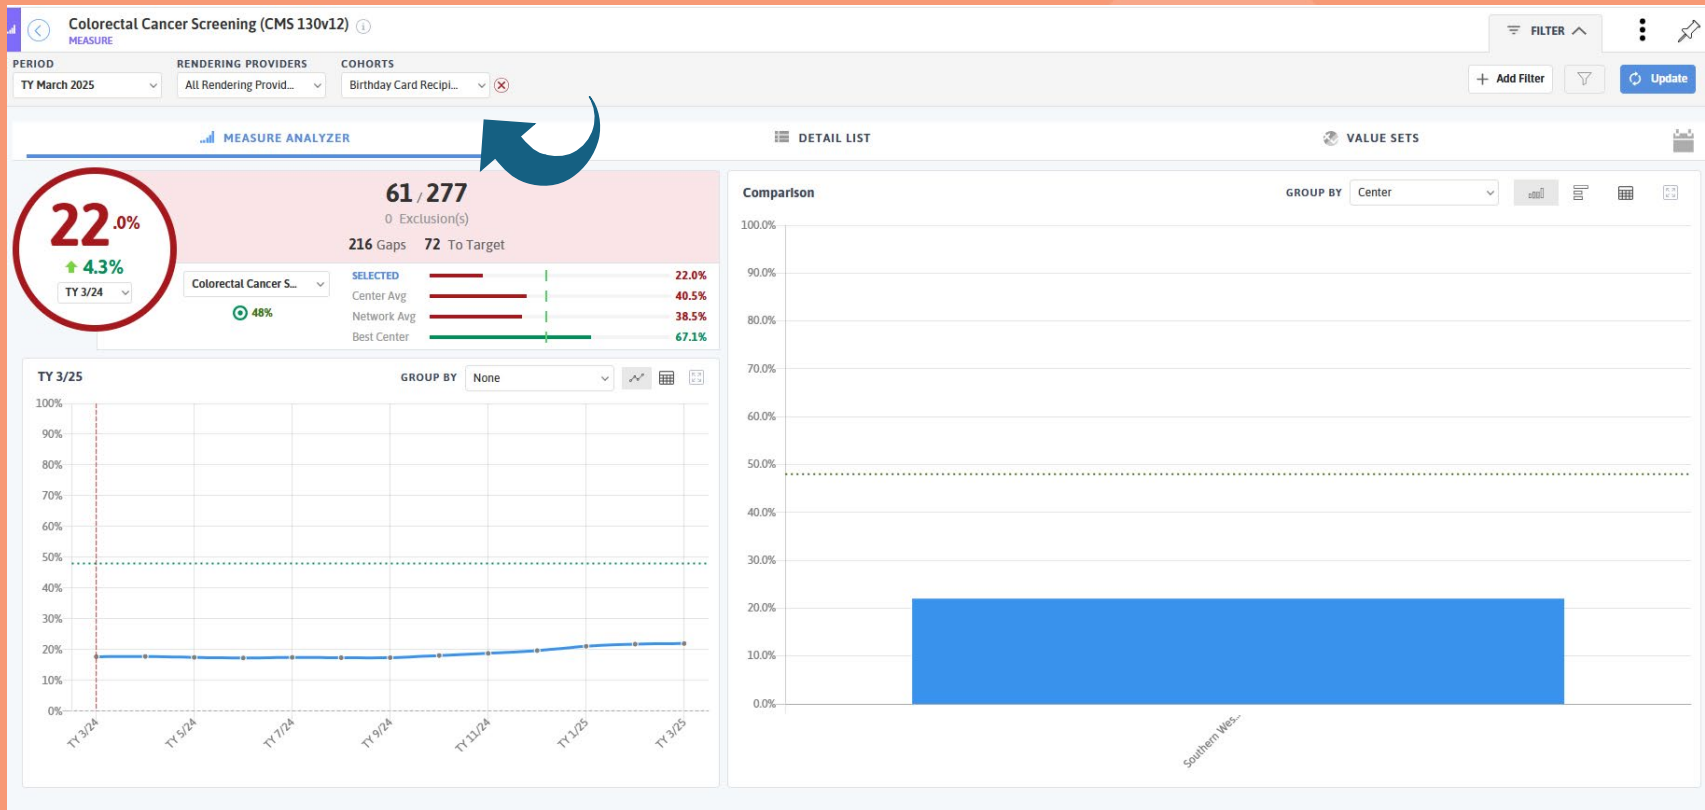 Colorectal Cancer Screening (CMS 130v12)
MEASURE
FILTER
PERIOD
RENDERING PROVIDERS
COHORTS
TY March 2025
All Rendering Provid...
Birthday Card Recipi...
+ Add Filter
Update
MEASURE ANALYZER
DETAIL LIST
VALUE SETS
22.0%
4.3%
TY 3/24
61 / 277
0 Exclusion(s)
216 Gaps 72 To Target
Colorectal Cancer S...
48%
SELECTED 22.0%
Center Avg 40.5%
Network Avg 38.5%
Best Center 67.1%
TY 3/25
GROUP BY None
100%
90%
80%
70%
60%
50%
40%
30%
20%
10%
0%
TY 3/24
TY 5/24
TY 7/24
TY 9/24
TY 11/24
TY 1/25
TY 3/25
Comparison
GROUP BY Center
100.0%
90.0%
80.0%
70.0%
60.0%
50.0%
40.0%
30.0%
20.0%
10.0%
0.0%
Southern Wes...